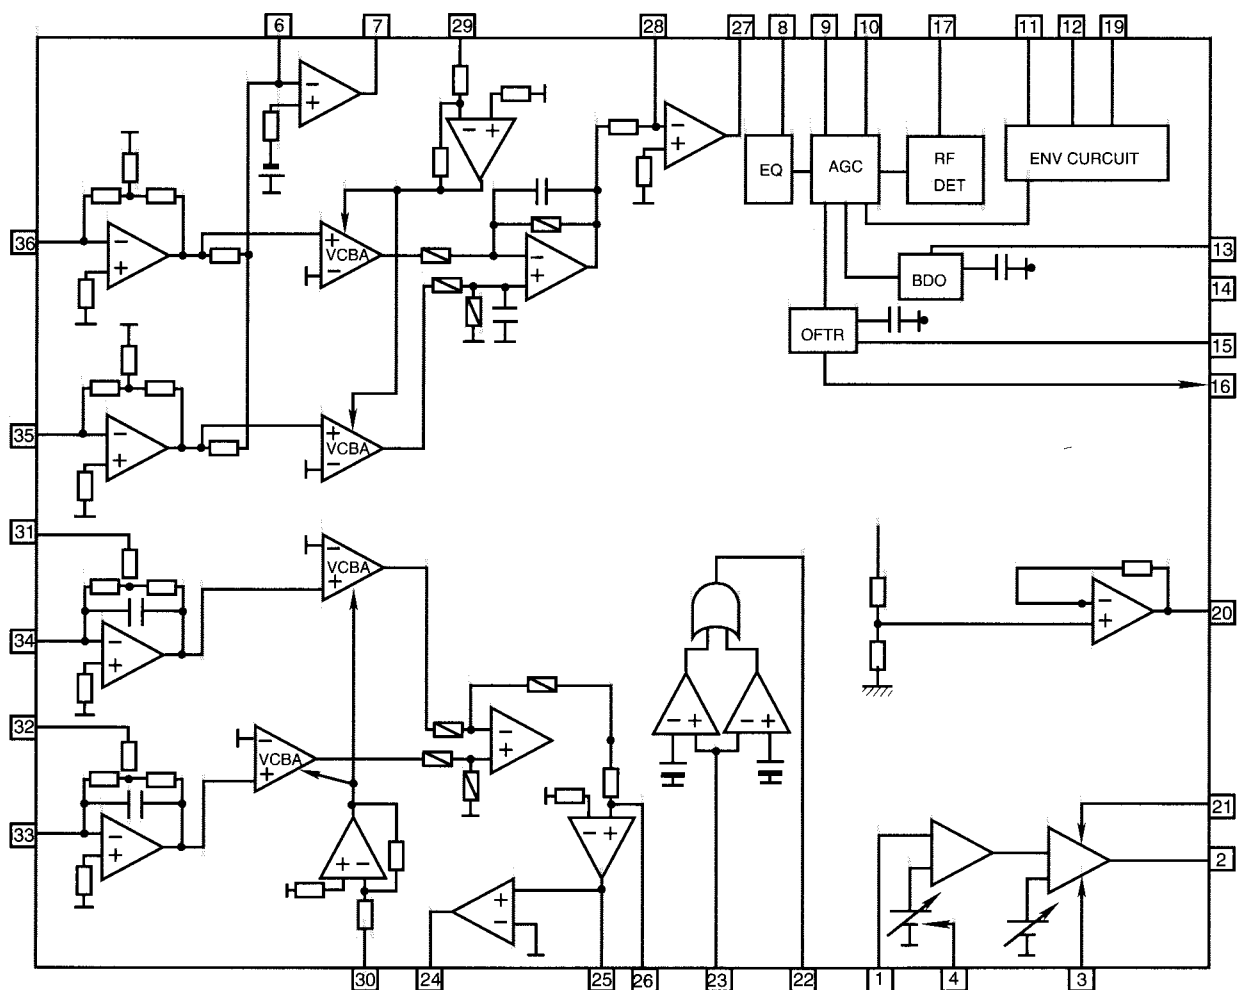 6 7 29 28 27 8 9 10 17 11 12 19
− +
− +
− +
EQ AGC RF DET ENV CURCUIT
36 − +
+ VCBA −
− +
13
BDO
14
OFTR
15
16
35 − +
+ VCBA −
31
− VCBA +
34 − +
− +
20
32
− VCBA +
− +
− + − +
33 − +
− +
21
+ −
2
+ −
30 24 25 26 23 22 1 4 3